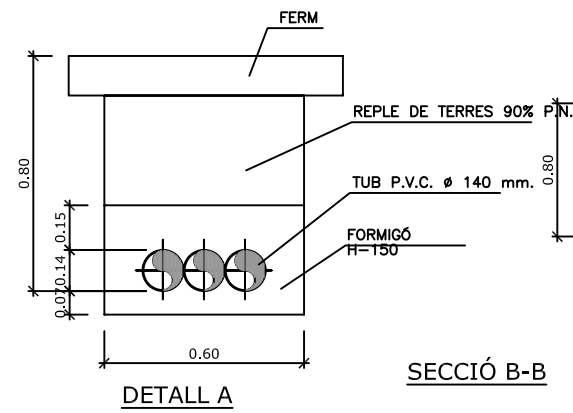 FERM
REPLE DE TERRES 90% P.N.
0.80
0.80
TUB P.V.C. ø 140 mm.
0.15
FORMIGÓ
H-150
0.14
0.07
0.60
SECCIÓ B-B
DETALL A